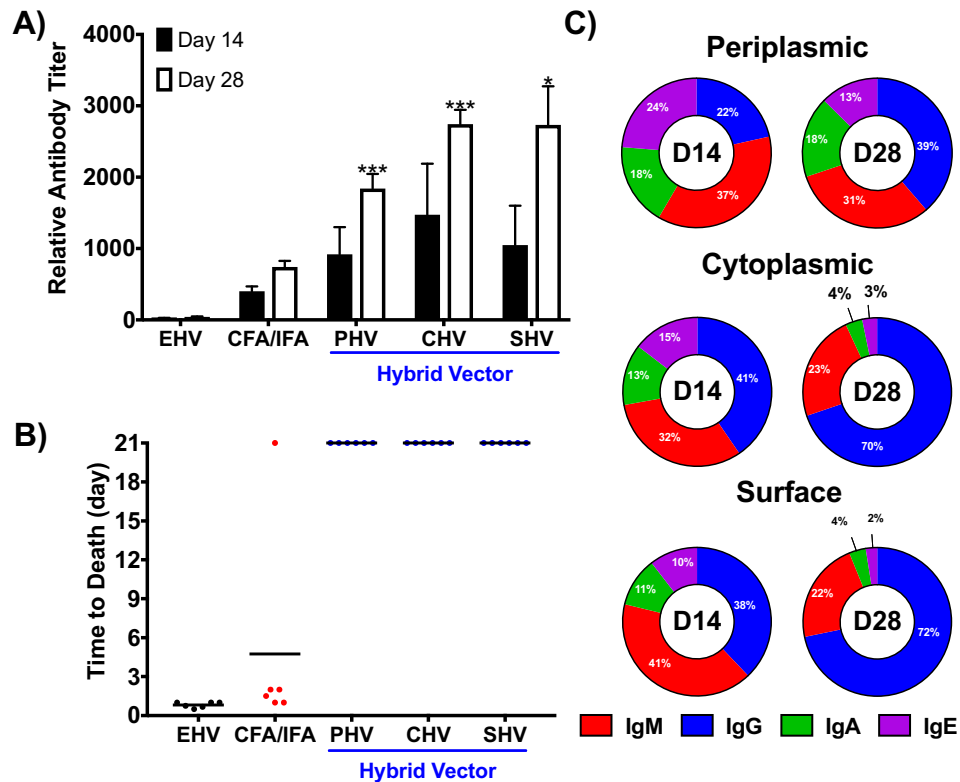 A)
Relative Antibody Titer
4000
3000
2000
1000
0
Day 14
Day 28
***
***
*
EHV CFA/IFA PHV CHV SHV
Hybrid Vector
B)
Time to Death (day)
21
18
15
12
9
6
3
0
EHV CFA/IFA PHV CHV SHV
Hybrid Vector
C)
Periplasmic
24% 22% 18% 37%
D14
13% 39% 18% 31%
D28
Cytoplasmic
15% 41% 13% 32%
D14
4% 3% 23% 70%
D28
Surface
10% 38% 11% 41%
D14
4% 2% 22% 72%
D28
IgM IgG IgA IgE